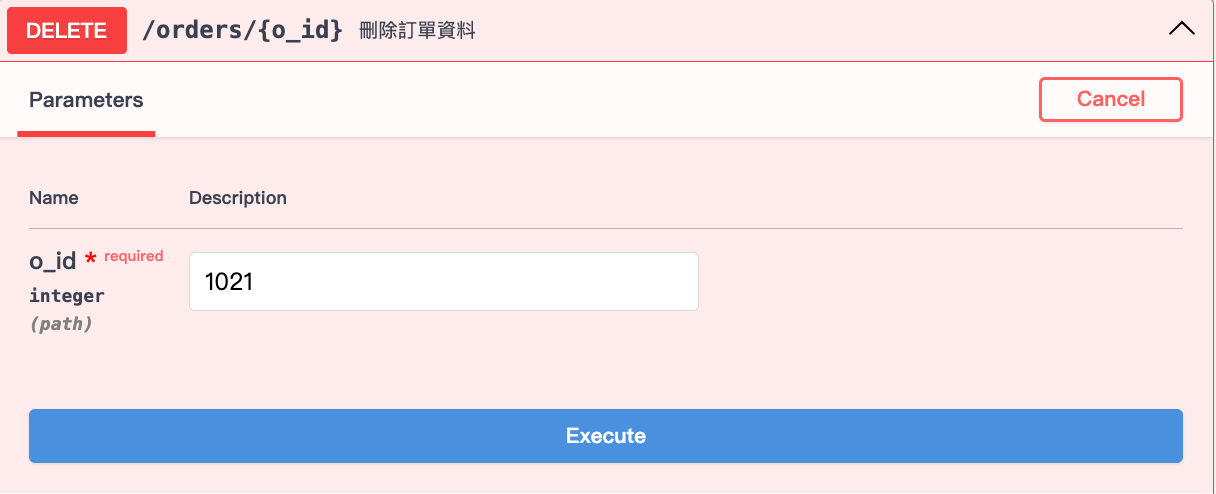 DELETE /orders/{o_id} 刪除訂單資料
Parameters
Cancel
Name Description
o_id * required
integer
(path)
1021
Execute